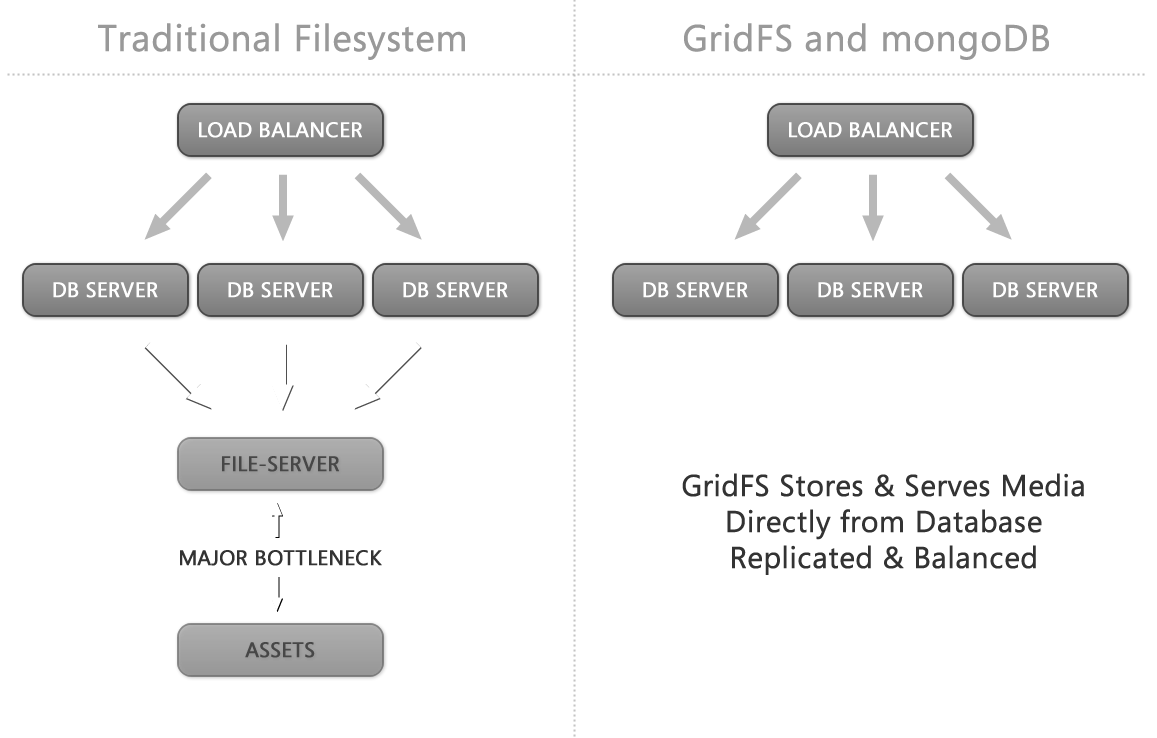 Traditional Filesystem
LOAD BALANCER
DB SERVER
DB SERVER
DB SERVER
FILE-SERVER
MAJOR BOTTLENECK
ASSETS
GridFS and mongoDB
LOAD BALANCER
DB SERVER
DB SERVER
DB SERVER
GridFS Stores & Serves Media
Directly from Database
Replicated & Balanced